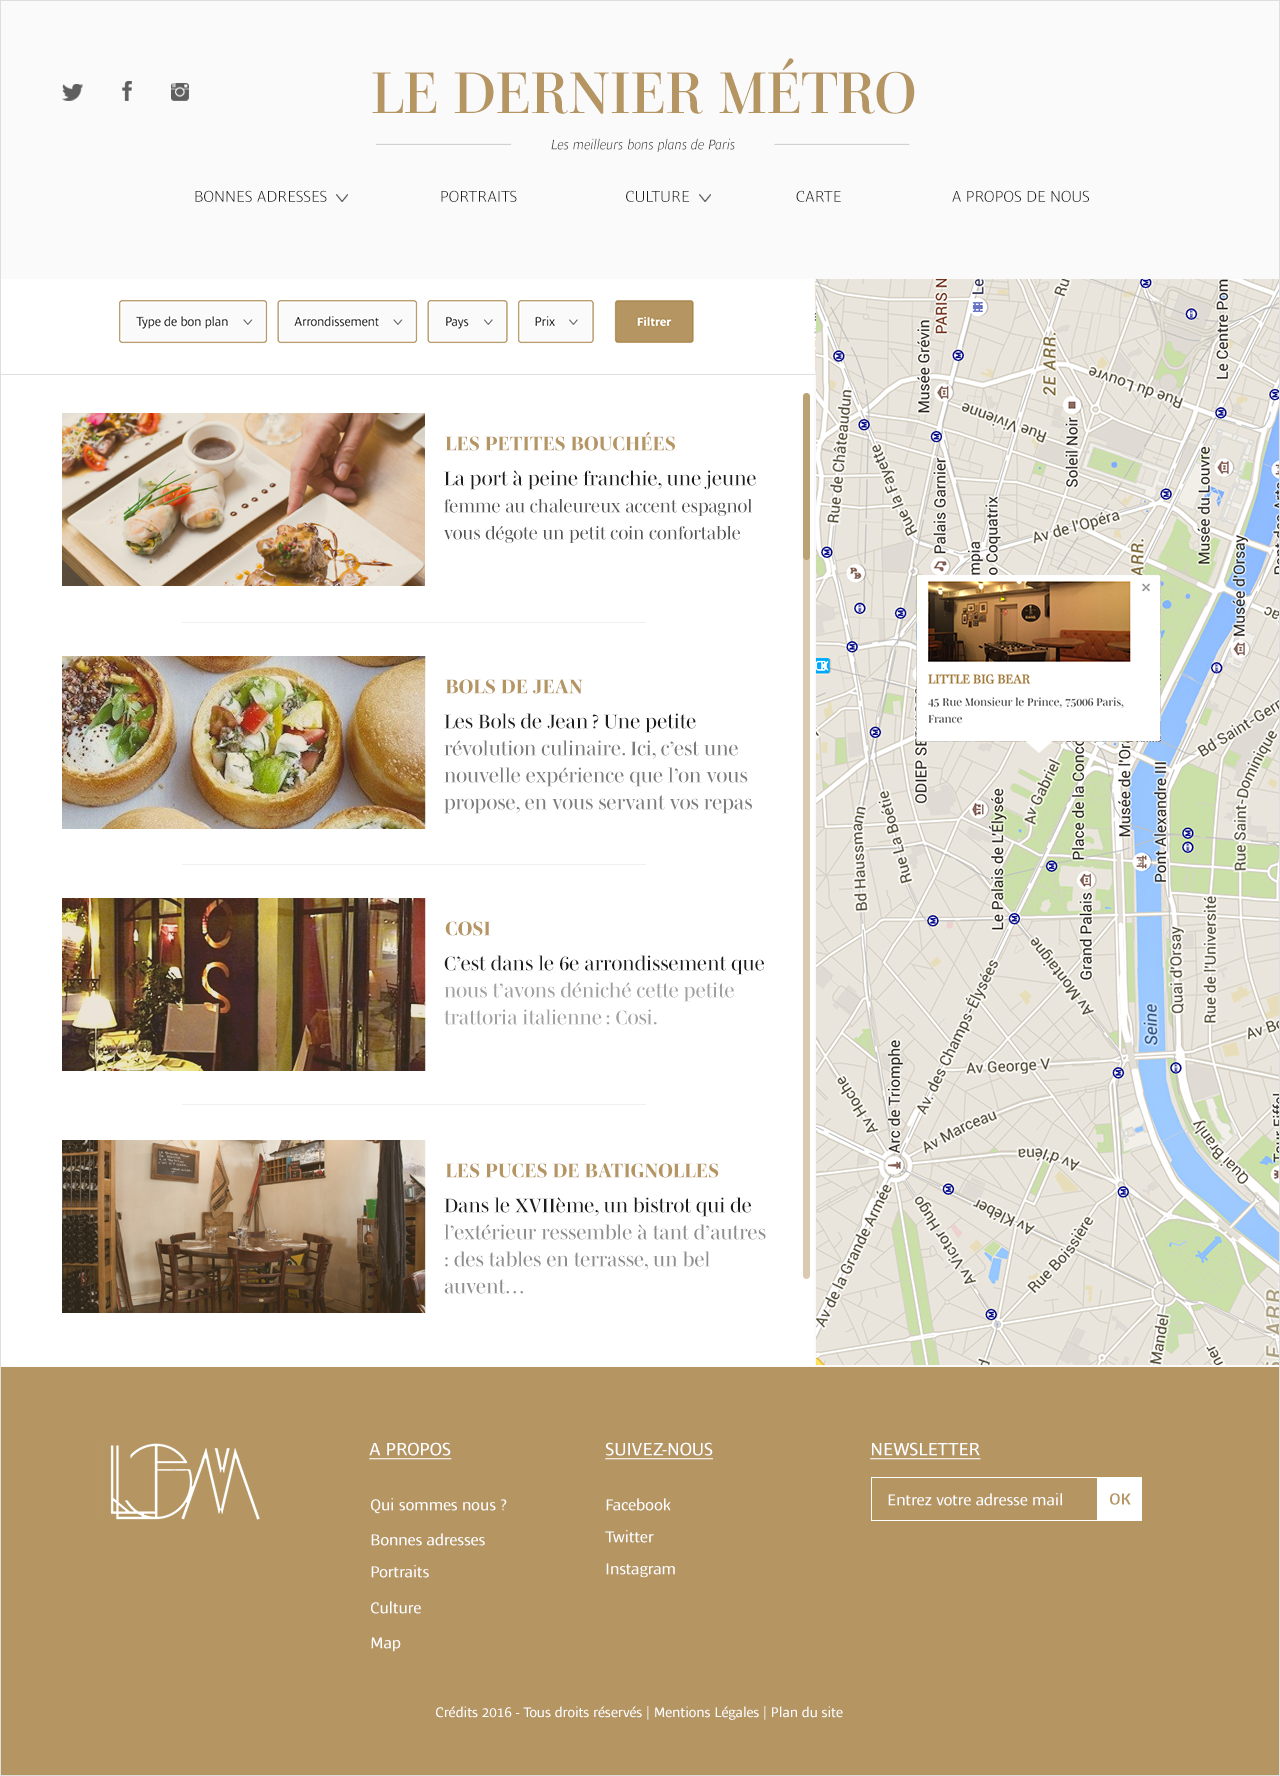 LE DERNIER MÉTRO
Les meilleurs bons plans de Paris
BONNES ADRESSES
PORTRAITS
CULTURE
CARTE
A PROPOS DE NOUS
Type de bon plan
Arrondissement
Pays
Prix
Filtrer
LES PETITES BOUCHÉES
La port à peine franchie, une jeune
femme au chaleureux accent espagnol
vous dégote un petit coin confortable
BOLS DE JEAN
Les Bols de Jean ? Une petite
révolution culinaire. Ici, c’est une
nouvelle expérience que l’on vous
propose, en vous servant vos repas
COSI
C’est dans le 6e arrondissement que
nous t’avons déniché cette petite
trattoria italienne : Cosi.
LES PUCES DE BATIGNOLLES
Dans le XVIIème, un bistrot qui de
l’extérieur ressemble à tant d’autres
: des tables en terrasse, un bel
auvent…
PARIS N
Le
Rue
Le Centre Pom
Musée Grévin
2E ARR.
Rue du Louvre
Rue Vivienne
Rue de Châteaudun
Rue la Fayette
Palais Garnier
Soleil Noir
Musée du Louvre
o Coquatrix
mpia
Av de l'Opéra
ARR.
Musée d'Orsay
LITTLE BIG BEAR
45 Rue Monsieur le Prince, 75006 Paris,
France
ODIEP SE
Bd Saint-Germ
Rue Saint-Dominique
Av Gabriel
Place de la Conco
Musée de l'Ora
Pont Alexandre III
Bd Haussmann
Rue La Boétie
Le Palais de L'Élysée
Grand Palais
Av Montaigne
Quai d'Orsay
Rue de l'Université
Av. des Champs-Élysées
Seine
Av Bo
Av George V
Av Hoche
Arc de Triomphe
Av Marceau
Av d'Iéna
Quai Branly
Tour Eiffel
Av Kléber
Av Victor Hugo
Rue Boissière
Av de la Grande Armée
Mandel
ner
5E ARR
A PROPOS
Qui sommes nous ?
Bonnes adresses
Portraits
Culture
Map
SUIVEZ-NOUS
Facebook
Twitter
Instagram
NEWSLETTER
Entrez votre adresse mail
OK
Crédits 2016 - Tous droits réservés | Mentions Légales | Plan du site